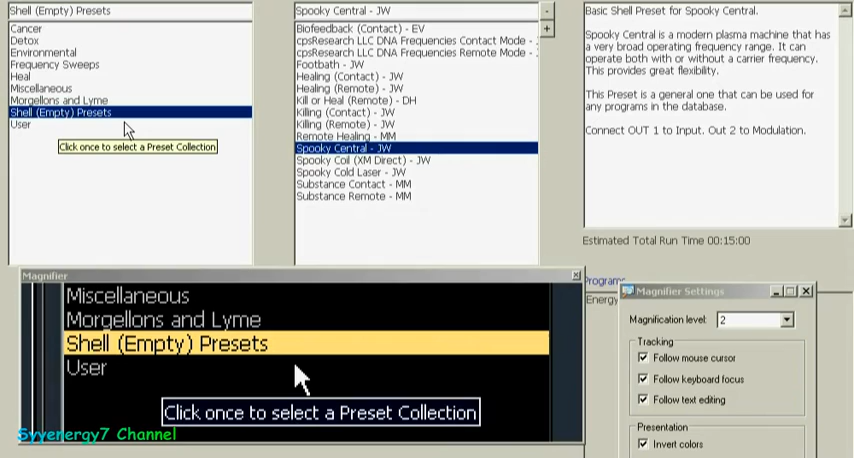 Shell (Empty) Presets
Cancer
Detox
Environmental
Frequency Sweeps
Heal
Miscellaneous
Morgellons and Lyme
Shell (Empty) Presets
User
Click once to select a Preset Collection
Spooky Central - JW
Biofeedback (Contact) - EV
cpsResearch LLC DNA Frequencies Contact Mode -
cpsResearch LLC DNA Frequencies Remote Mode -
Footbath - JW
Healing (Contact) - JW
Healing (Remote) - JW
Kill or Heal (Remote) - DH
Killing (Contact) - JW
Killing (Remote) - JW
Remote Healing - MM
Spooky Central - JW
Spooky Coil (XM Direct) - JW
Spooky Cold Laser - JW
Substance Contact - MM
Substance Remote - MM
-
+
Basic Shell Preset for Spooky Central.
Spooky Central is a modern plasma machine that has
a very broad operating frequency range. It can
operate both with or without a carrier frequency.
This provides great flexibility.
This Preset is a general one that can be used for
any programs in the database.
Connect OUT 1 to Input. Out 2 to Modulation.
Estimated Total Run Time 00:15:00
Programs
Energy
Magnifier
Miscellaneous
Morgellons and Lyme
Shell (Empty) Presets
User
Click once to select a Preset Collection
Syyenergy7 Channel
Magnifier Settings
Magnification level: 2
Tracking
Follow mouse cursor
Follow keyboard focus
Follow text editing
Presentation
Invert colors